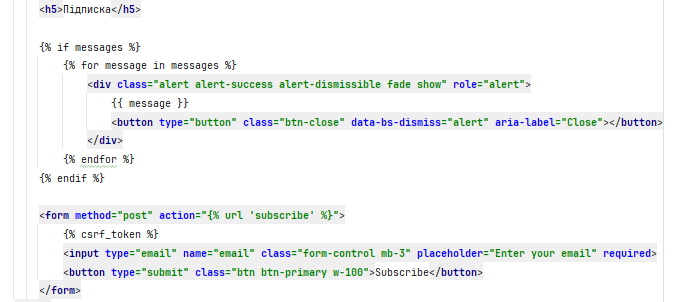 <h5>Підписка</h5>
{% if messages %}
{% for message in messages %}
<div class="alert alert-success alert-dismissible fade show" role="alert">
{{ message }}
<button type="button" class="btn-close" data-bs-dismiss="alert" aria-label="Close"></button>
</div>
{% endfor %}
{% endif %}
<form method="post" action="{% url 'subscribe' %}">
{% csrf_token %}
<input type="email" name="email" class="form-control mb-3" placeholder="Enter your email" required>
<button type="submit" class="btn btn-primary w-100">Subscribe</button>
</form>